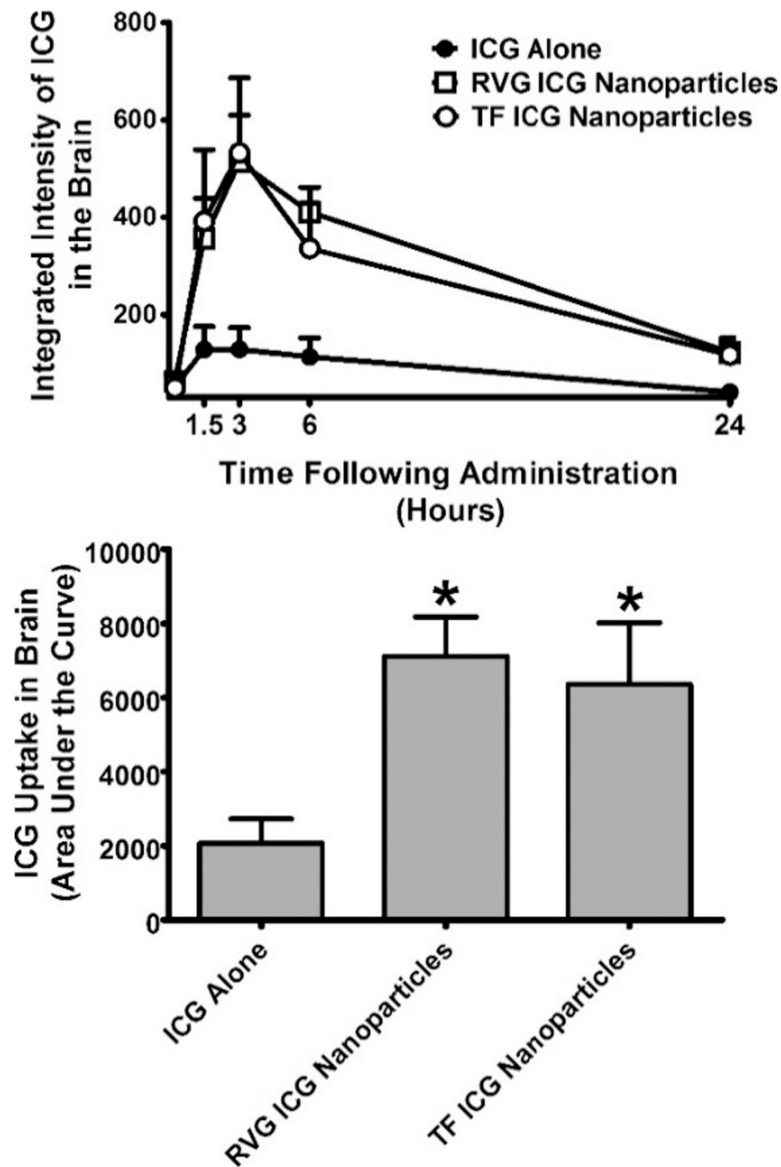 800
600
400
200
Integrated Intensity of ICG
in the Brain
ICG Alone
RVG ICG Nanoparticles
TF ICG Nanoparticles
1.5 3 6 24
Time Following Administration
(Hours)
10000
8000
6000
4000
2000
0
ICG Uptake in Brain
(Area Under the Curve)
* *
ICG Alone
RVG ICG Nanoparticles
TF ICG Nanoparticles